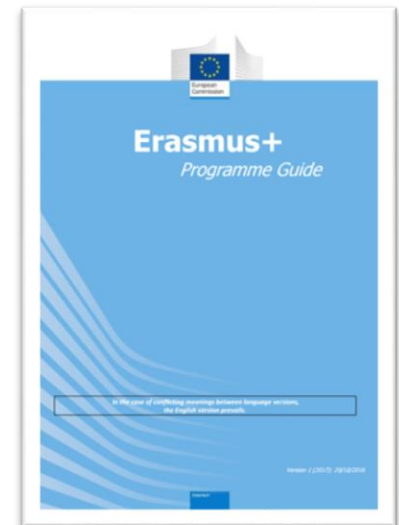 European
Commission
Erasmus+
Programme Guide
In the case of conflicting meanings between language versions,
the English version prevails.
Version 1 (2017): 20/10/2016
Erasmus+